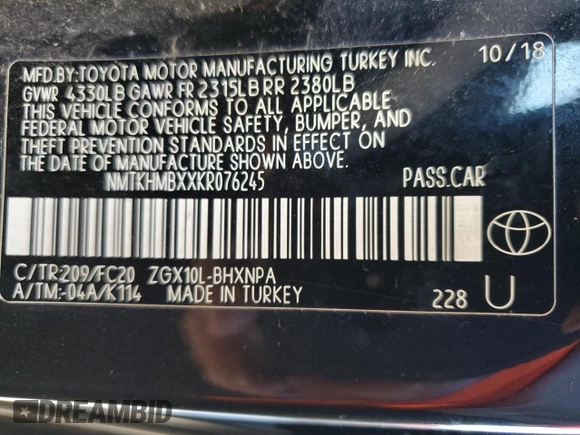 MFD.BY:TOYOTA MOTOR MANUFACTURING TURKEY INC. 10/18
GVWR 4330LB GAWR FR 2315LB RR 2380LB
THIS VEHICLE CONFORMS TO ALL APPLICABLE
FEDERAL MOTOR VEHICLE SAFETY, BUMPER, AND
THEFT PREVENTION STANDARDS IN EFFECT ON
THE DATE OF MANUFACTURE SHOWN ABOVE.
NMTKHMBXXKR076245 PASS.CAR
C/TR:209/FC20 ZGX10L-BHXNPA
A/TM:-04A/K114 MADE IN TURKEY 228 U
DREAMBID